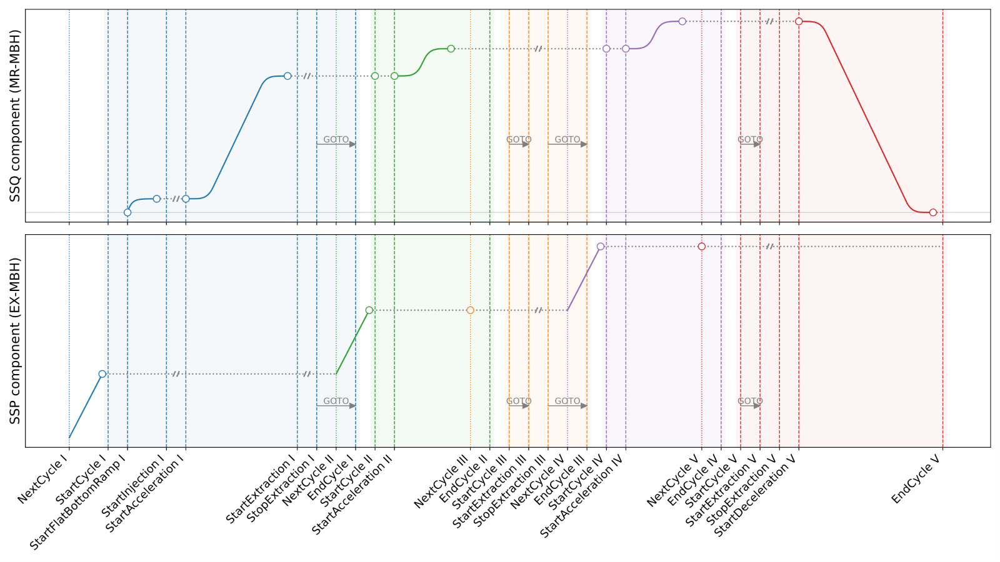 SSQ component (MR-MBH)
GOTO
GOTO
GOTO
GOTO
SSP component (EX-MBH)
GOTO
GOTO
GOTO
GOTO
NextCycle I
StartCycle I
StartFlatBottomRamp I
StartInjection I
StartAcceleration I
StartExtraction I
StopExtraction I
NextCycle II
EndCycle I
StartCycle II
StartAcceleration II
NextCycle III
EndCycle II
StartCycle III
StartExtraction III
StopExtraction III
NextCycle IV
EndCycle III
StartCycle IV
StartAcceleration IV
NextCycle V
EndCycle IV
StartCycle V
StartExtraction V
StopExtraction V
StartDeceleration V
EndCycle V